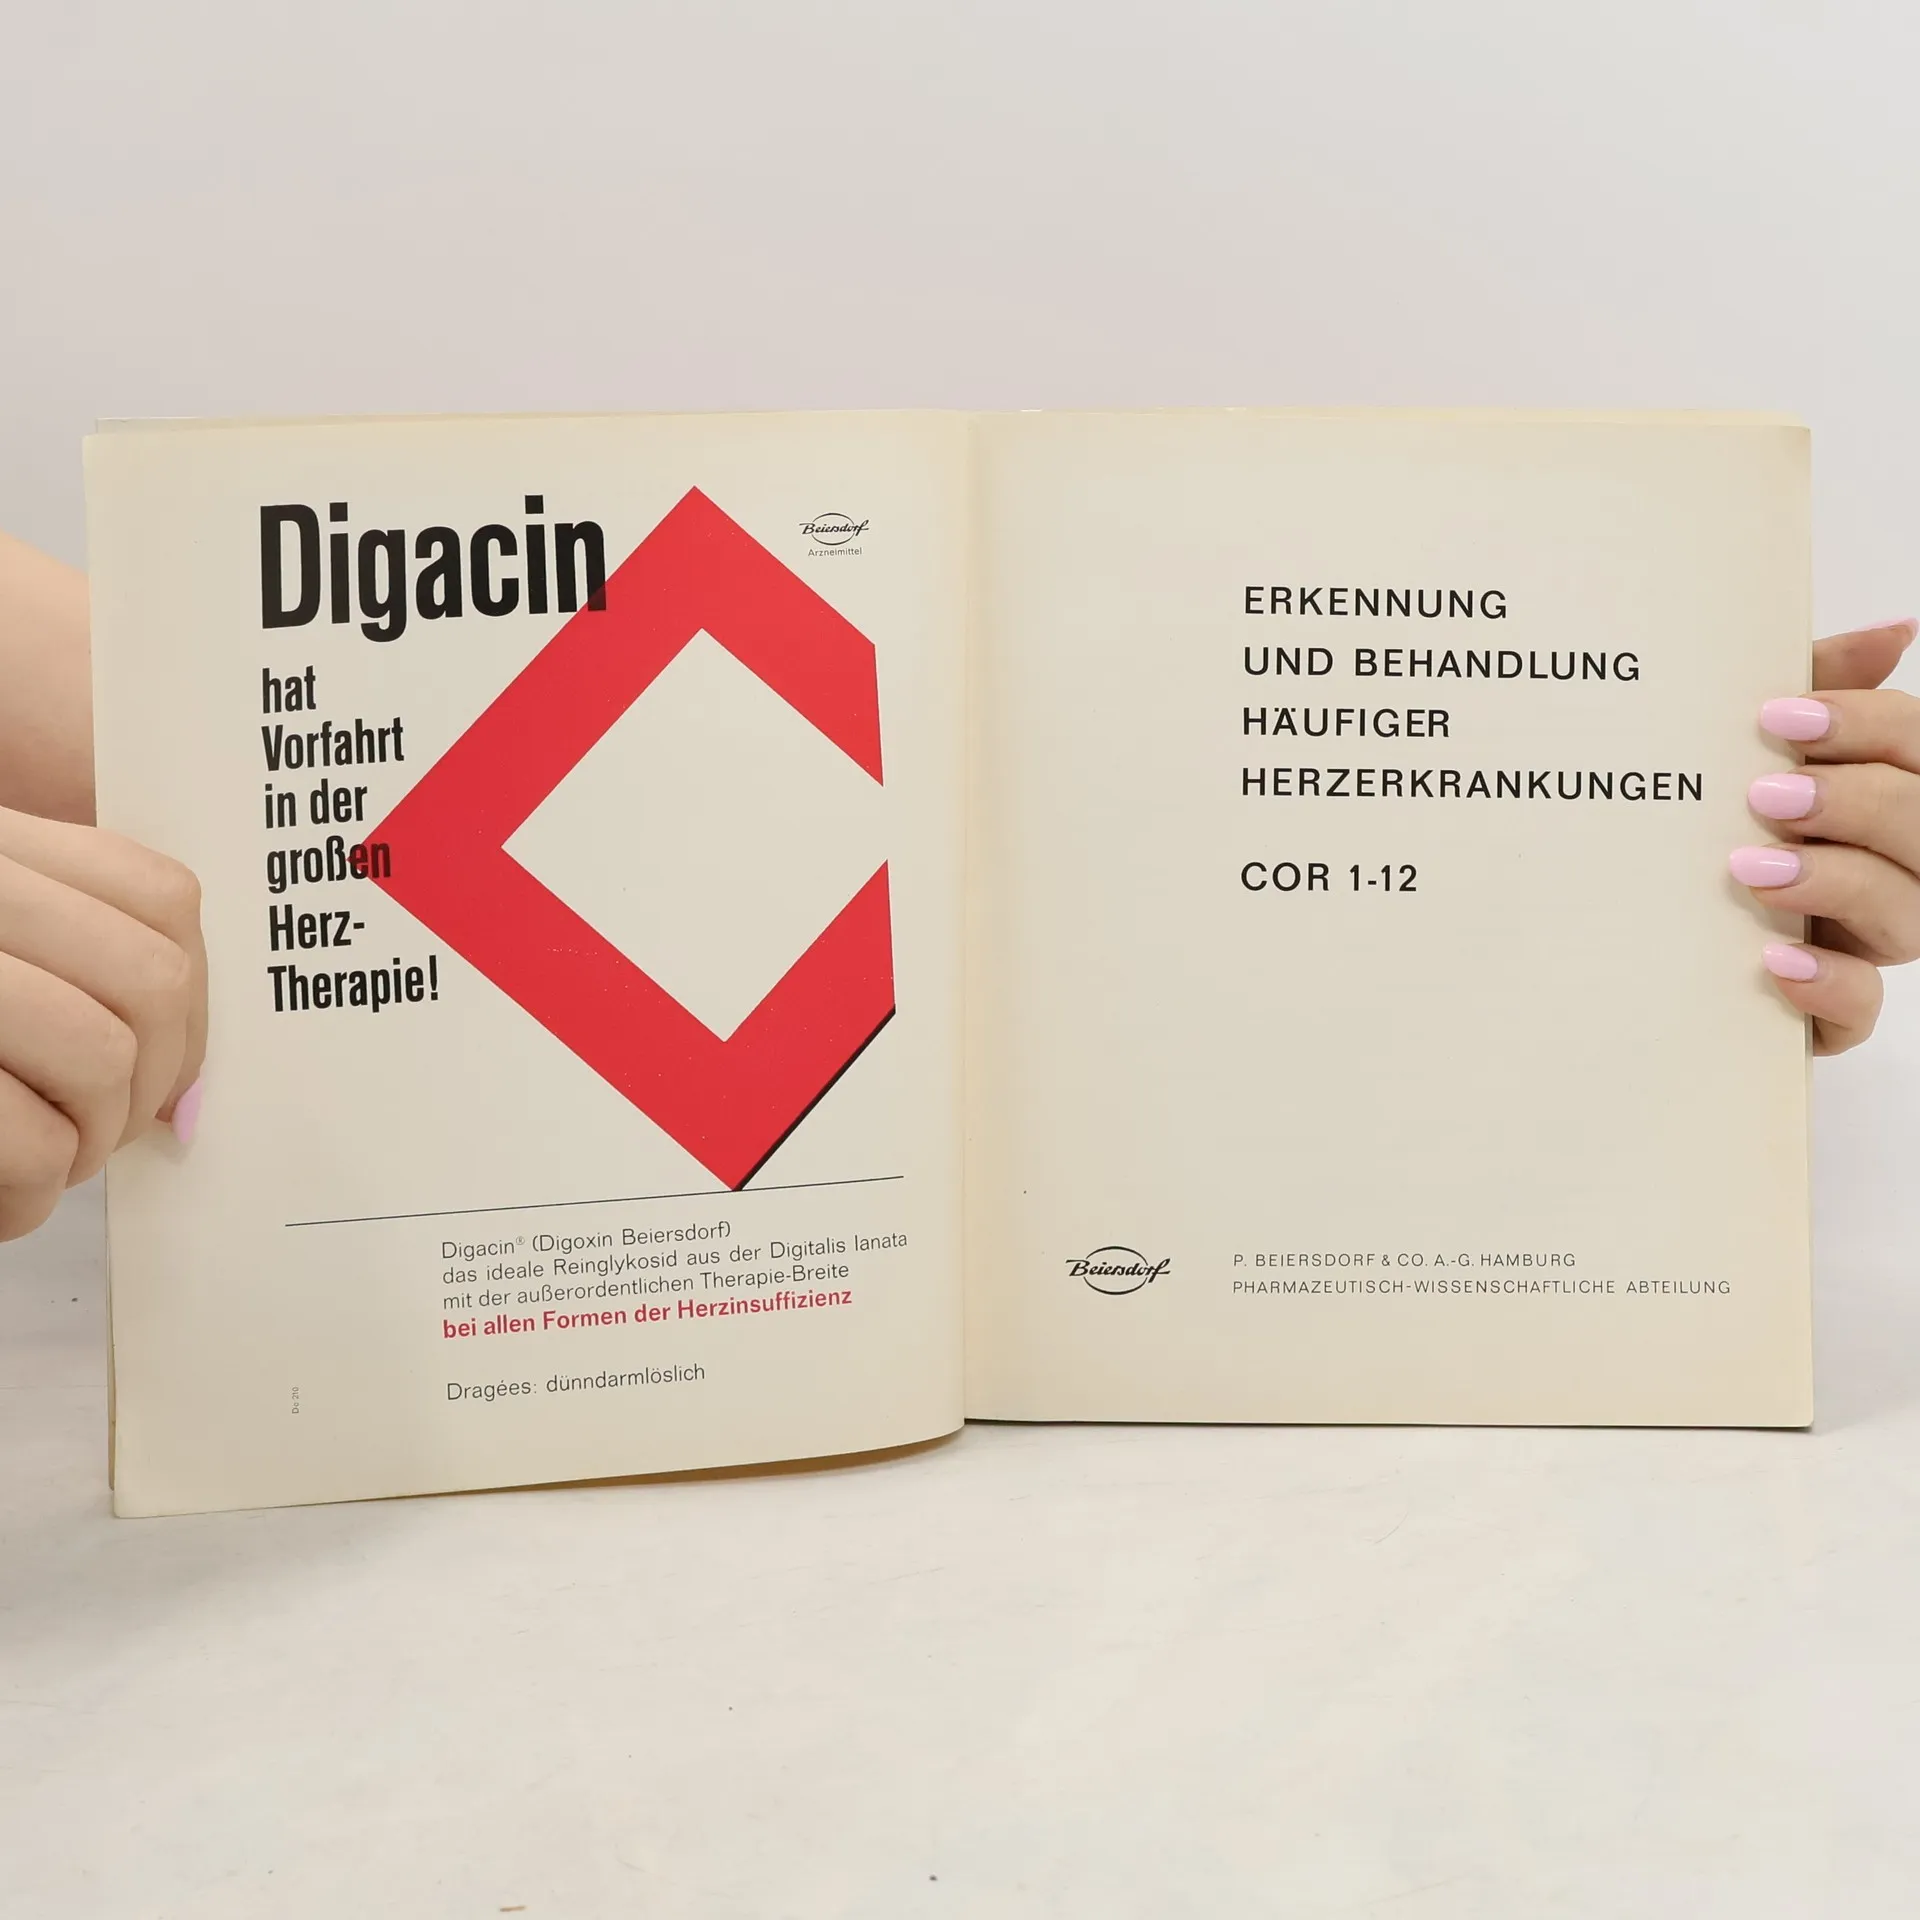 Digacin
hat
Vorfahrt
in der
großen
Herz-
Therapie!
Beiersdorf
Arzneimittel
Digacin® (Digoxin Beiersdorf)
das ideale Reinglykosid aus der Digitalis lanata
mit der außerordentlichen Therapie-Breite
bei allen Formen der Herzinsuffizienz
Dragées: dünndarmlöslich
Do 210
ERKENNUNG
UND BEHANDLUNG
HÄUFIGER
HERZERKRANKUNGEN
COR 1-12
Beiersdorf
P. BEIERSDORF & CO. A.-G. HAMBURG
PHARMAZEUTISCH-WISSENSCHAFTLICHE ABTEILUNG